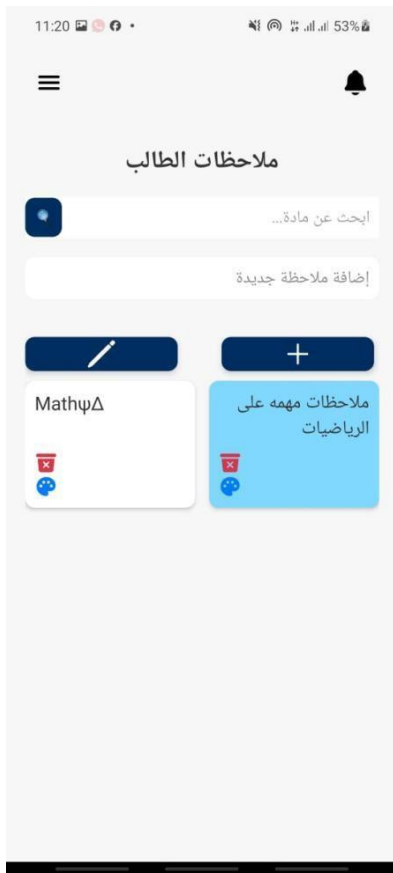 11:20
53%
ملاحظات الطالب
ابحث عن مادة...
إضافة ملاحظة جديدة
ملاحظات مهمه على
الرياضيات
MathψΔ